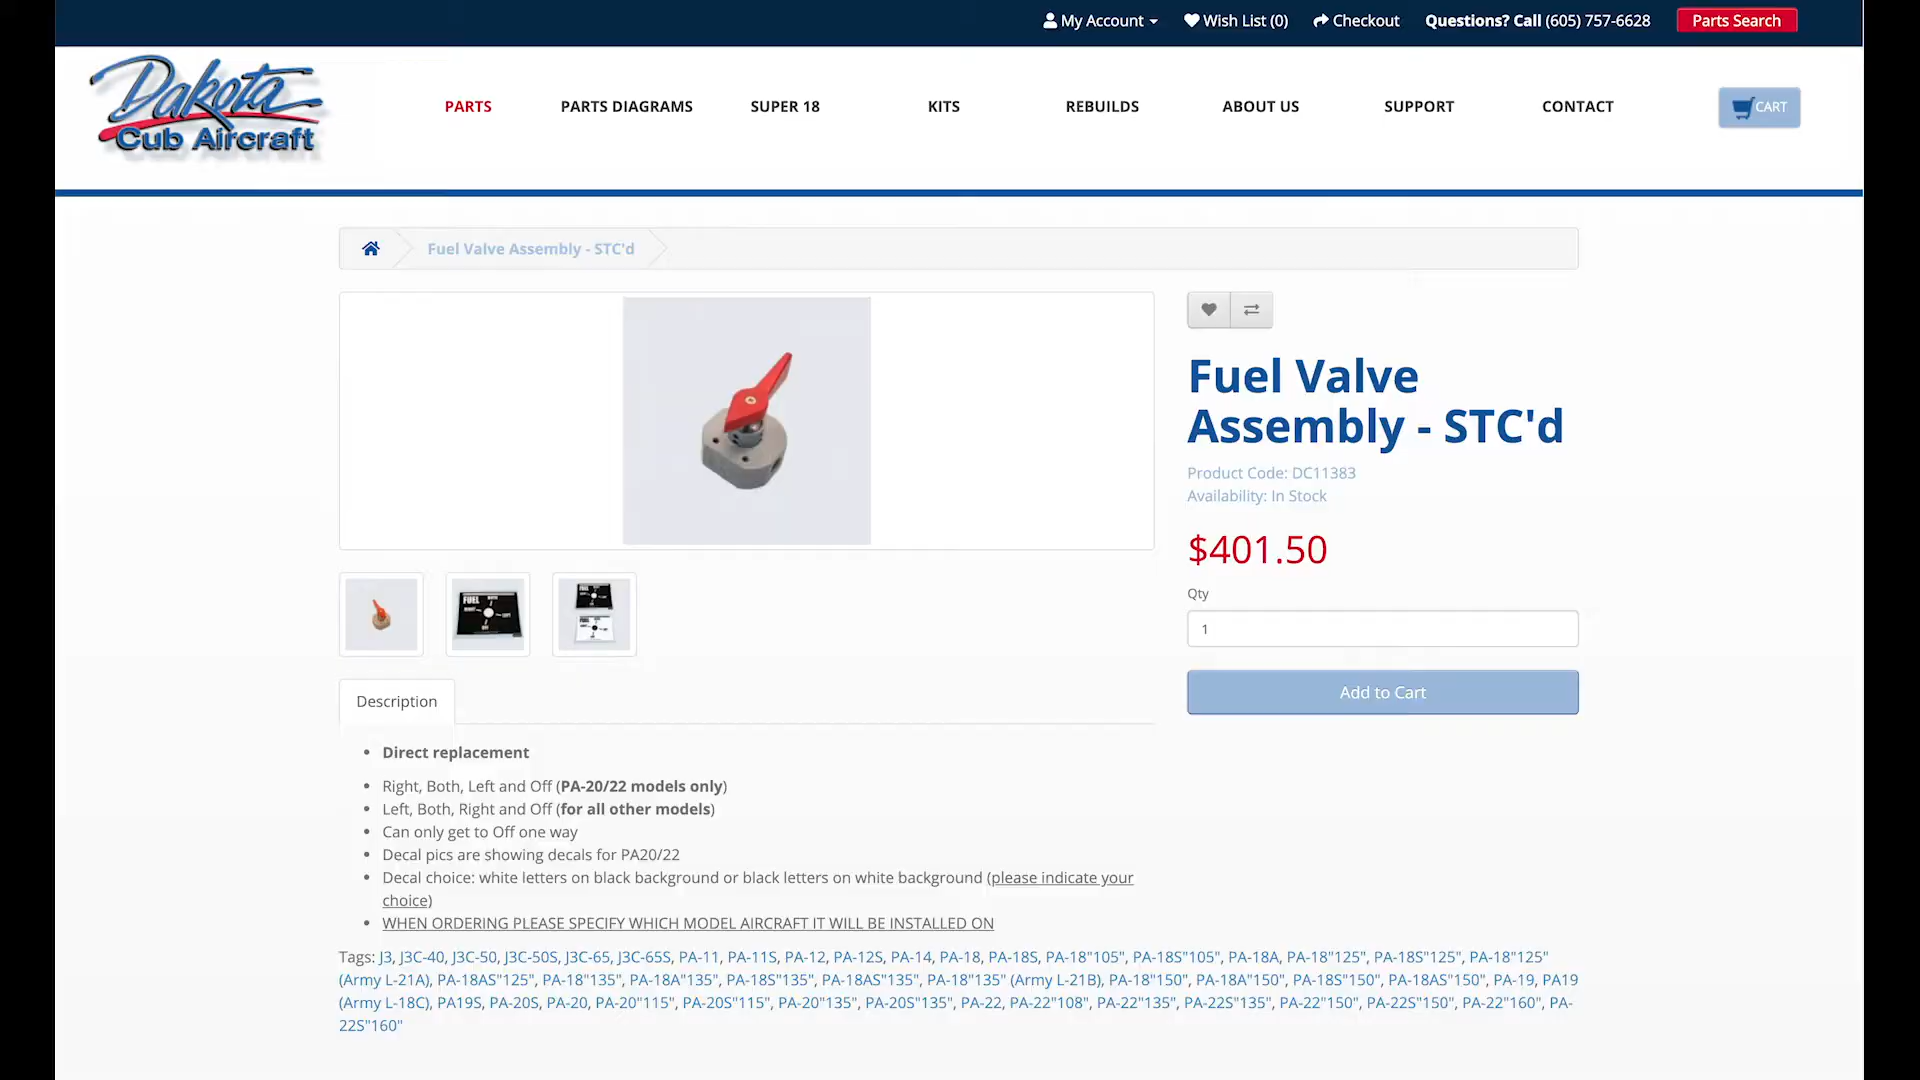 My Account
Wish List (0)
Checkout
Questions? Call (605) 757-6628
Parts Search
Dakota
Cub Aircraft
PARTS
PARTS DIAGRAMS
SUPER 18
KITS
REBUILDS
ABOUT US
SUPPORT
CONTACT
CART
Fuel Valve Assembly - STC'd
Fuel Valve
Assembly - STC'd
Product Code: DC11383
Availability: In Stock
$401.50
Qty
1
Add to Cart
FUEL
Description
• Direct replacement
• Right, Both, Left and Off (PA-20/22 models only)
• Left, Both, Right and Off (for all other models)
• Can only get to Off one way
• Decal pics are showing decals for PA20/22
• Decal choice: white letters on black background or black letters on white background (please indicate your
choice)
• WHEN ORDERING PLEASE SPECIFY WHICH MODEL AIRCRAFT IT WILL BE INSTALLED ON
Tags: J3, J3C-40, J3C-50, J3C-50S, J3C-65, J3C-65S, PA-11, PA-11S, PA-12, PA-12S, PA-14, PA-18, PA-18S, PA-18"105", PA-18S"105", PA-18A, PA-18"125", PA-18S"125", PA-18"125"
(Army L-21A), PA-18AS"125", PA-18"135", PA-18A"135", PA-18S"135", PA-18AS"135", PA-18"135" (Army L-21B), PA-18"150", PA-18A"150", PA-18S"150", PA-18AS"150", PA-19, PA19
(Army L-18C), PA19S, PA-20S, PA-20, PA-20"115", PA-20S"115", PA-20"135", PA-20S"135", PA-22, PA-22"108", PA-22"135", PA-22S"135", PA-22"150", PA-22S"150", PA-22"160", PA-
22S"160"